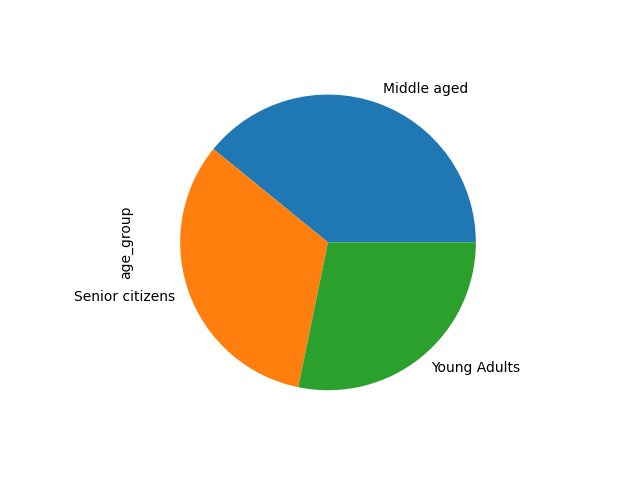 Middle aged
age_group
Senior citizens
Young Adults